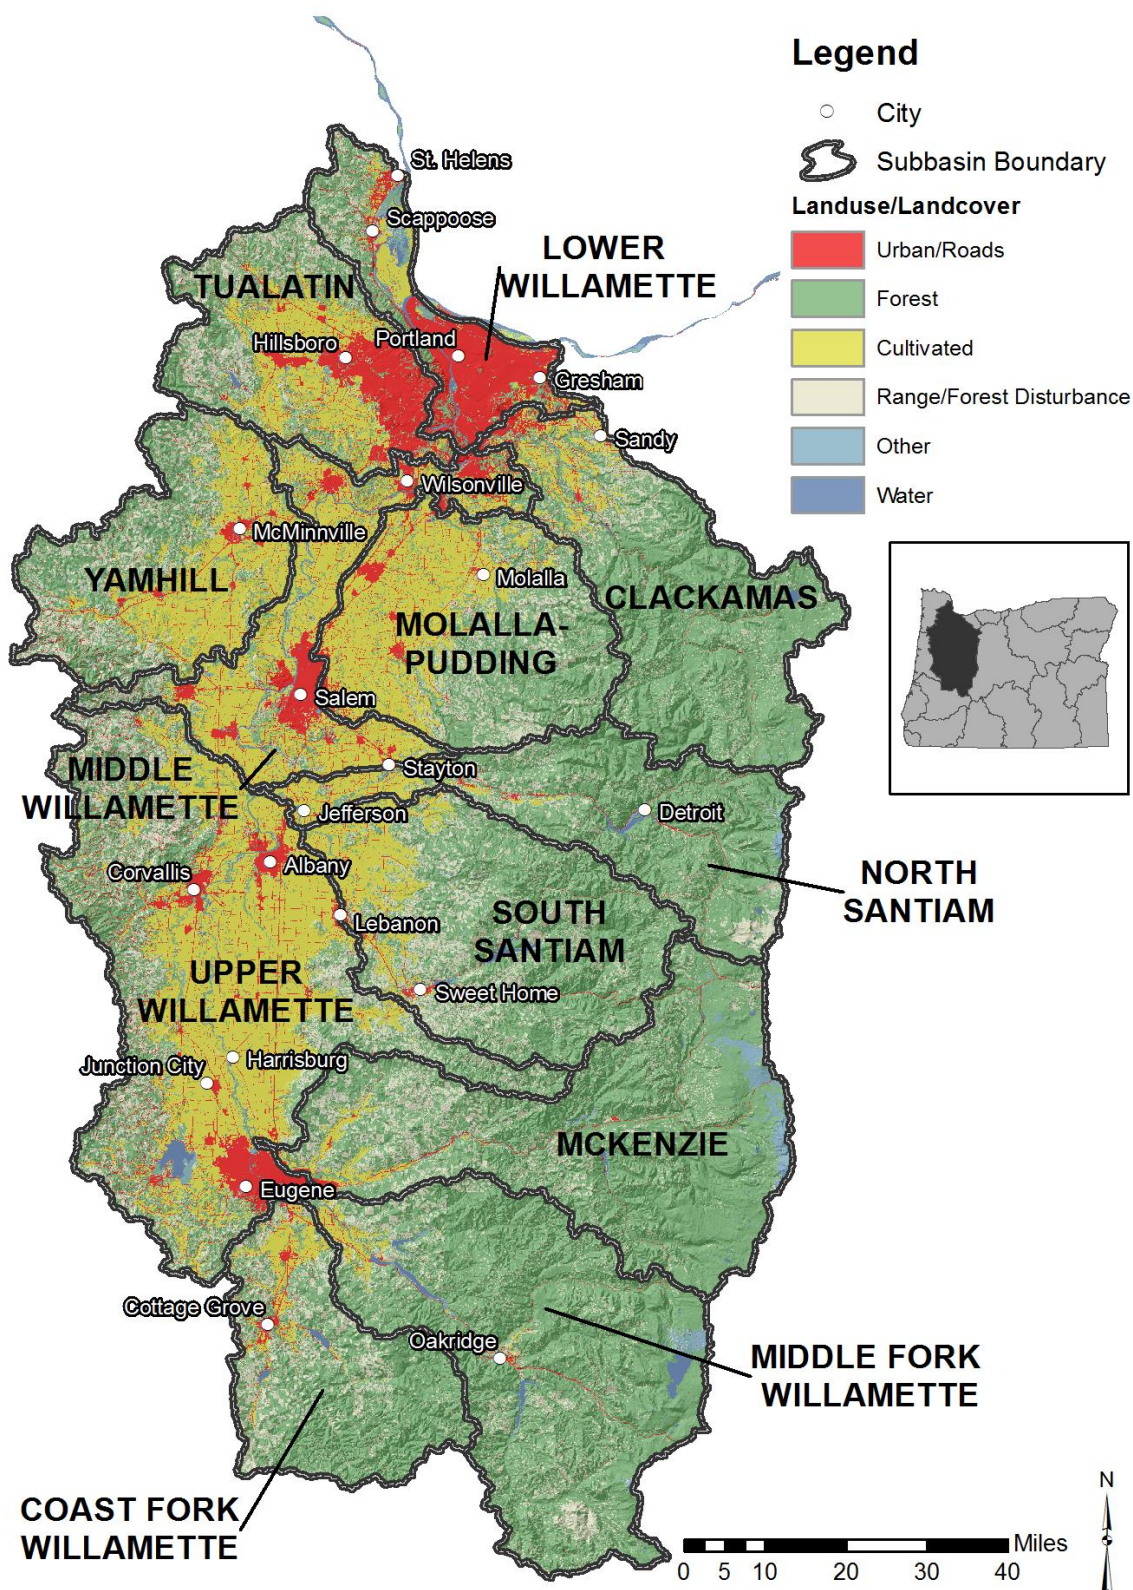 Legend
City
Subbasin Boundary
Landuse/Landcover
Urban/Roads
Forest
Cultivated
Range/Forest Disturbance
Other
Water
St. Helens
Scappoose
LOWER
WILLAMETTE
TUALATIN
Hillsboro
Portland
Gresham
Sandy
Wilsonville
McMinnville
YAMHILL
Molalla
CLACKAMAS
MOLALLA-
PUDDING
Salem
MIDDLE
WILLAMETTE
Stayton
Jefferson
Detroit
Albany
Corvallis
NORTH
SANTIAM
Lebanon
SOUTH
SANTIAM
UPPER
WILLAMETTE
Sweet Home
Harrisburg
Junction City
MCKENZIE
Eugene
Cottage Grove
Oakridge
MIDDLE FORK
WILLAMETTE
COAST FORK
WILLAMETTE
N
Miles
0 5 10 20 30 40